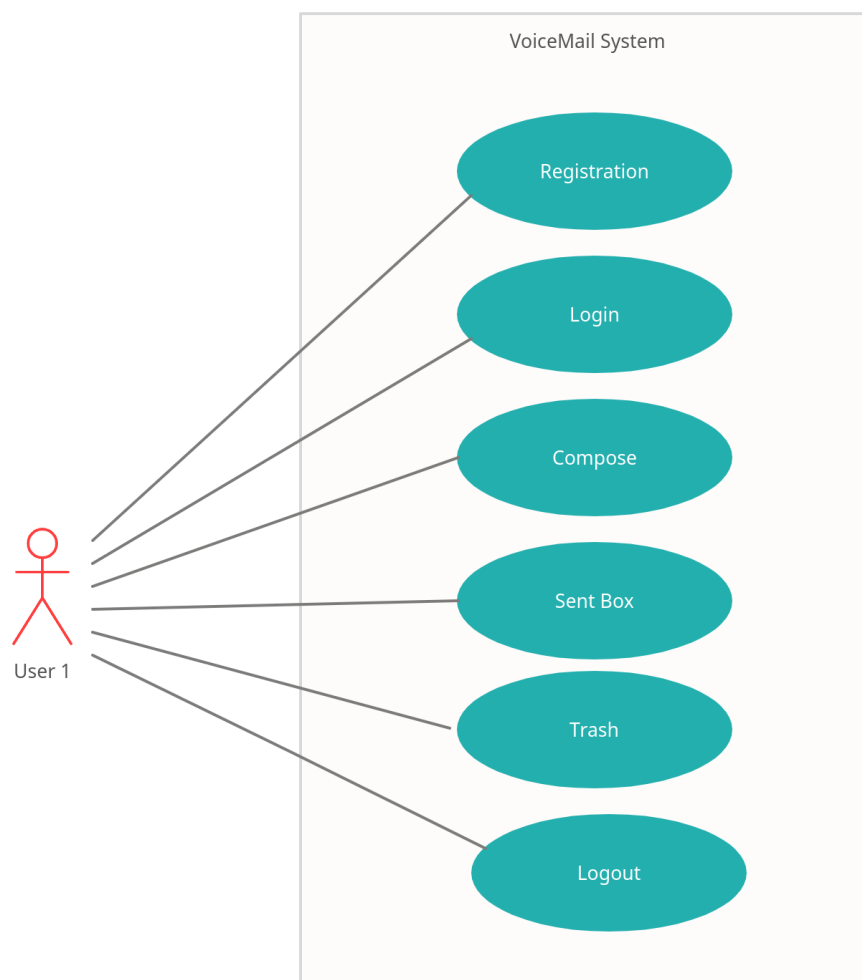 VoiceMail System
Registration
Login
Compose
Sent Box
User 1
Trash
Logout